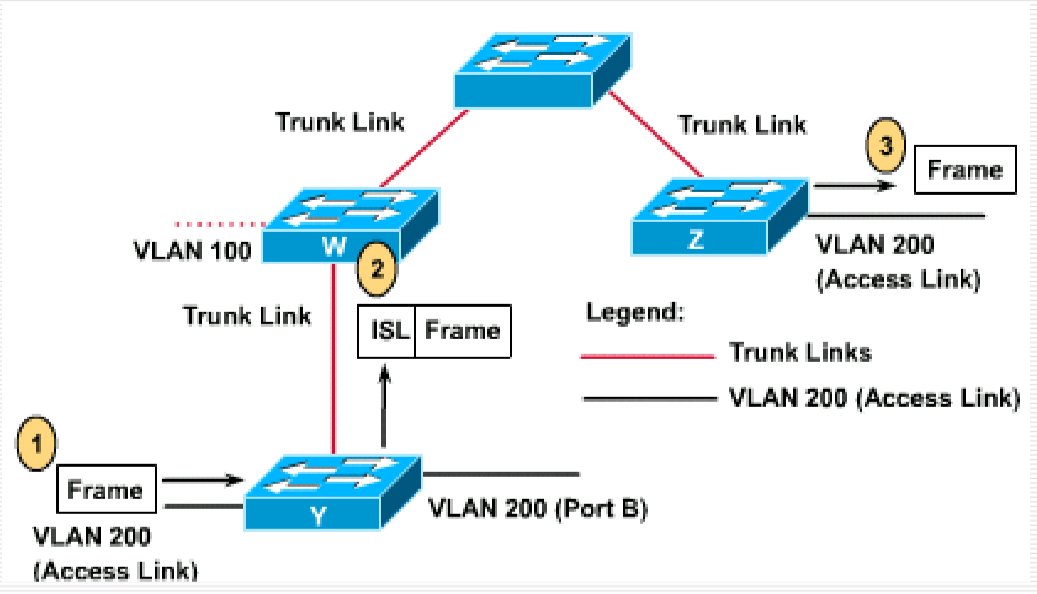 Trunk Link
Trunk Link
3
Frame
W
Z
VLAN 100
2
VLAN 200
(Access Link)
Trunk Link
ISL Frame
Legend:
Trunk Links
VLAN 200 (Access Link)
1
Frame
Y
VLAN 200 (Port B)
VLAN 200
(Access Link)